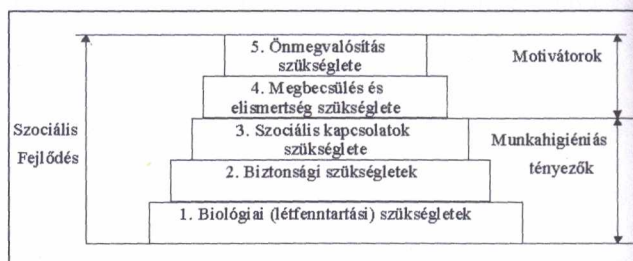 5. Önmegvalósítás
szükséglete
Motivátorok
4. Megbecsülés és
elismertség szükséglete
Szociális
Fejlődés
3. Szociális kapcsolatok
szükséglete
Munkahigiéniás
tényezők
2. Biztonsági szükségletek
1. Biológiai (létfenntartási) szükségletek